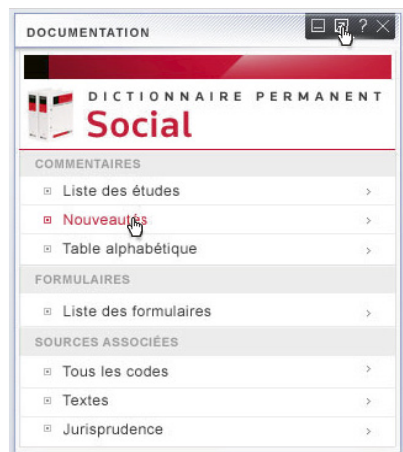 DOCUMENTATION
?
DICTIONNAIRE PERMANENT
Social
COMMENTAIRES
Liste des études
Nouveautés
Table alphabétique
FORMULAIRES
Liste des formulaires
SOURCES ASSOCIÉES
Tous les codes
Textes
Jurisprudence